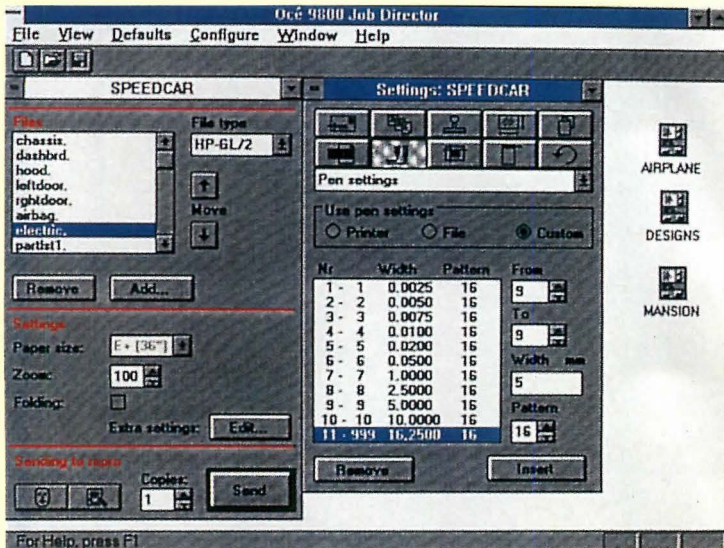 Océ 9800 Job Director
File View Defaults Configure Window Help
SPEEDCAR
Files
File type
chassis.
dashbrd.
hood.
leftdoor.
rghtdoor.
airbag.
electric.
partlst1.
HP-GL/2
Move
Remove Add...
Settings
Paper size: E+ (36")
Zoom: 100
Folding:
Extra settings: Edit...
Sending to repro
Copies:
1
Send
For Help, press F1
Settings: SPEEDCAR
Pen settings
Use pen settings
Printer File Custom
Nr Width Pattern
1 - 1 0.0025 16
2 - 2 0.0050 16
3 - 3 0.0075 16
4 - 4 0.0100 16
5 - 5 0.0200 16
6 - 6 0.0500 16
7 - 7 1.0000 16
8 - 8 2.5000 16
9 - 9 5.0000 16
10 - 10 10.0000 16
11 - 999 16.2500 16
From
9
To
9
Width mm
5
Pattern
16
Remove Insert
AIRPLANE
DESIGNS
MANSION